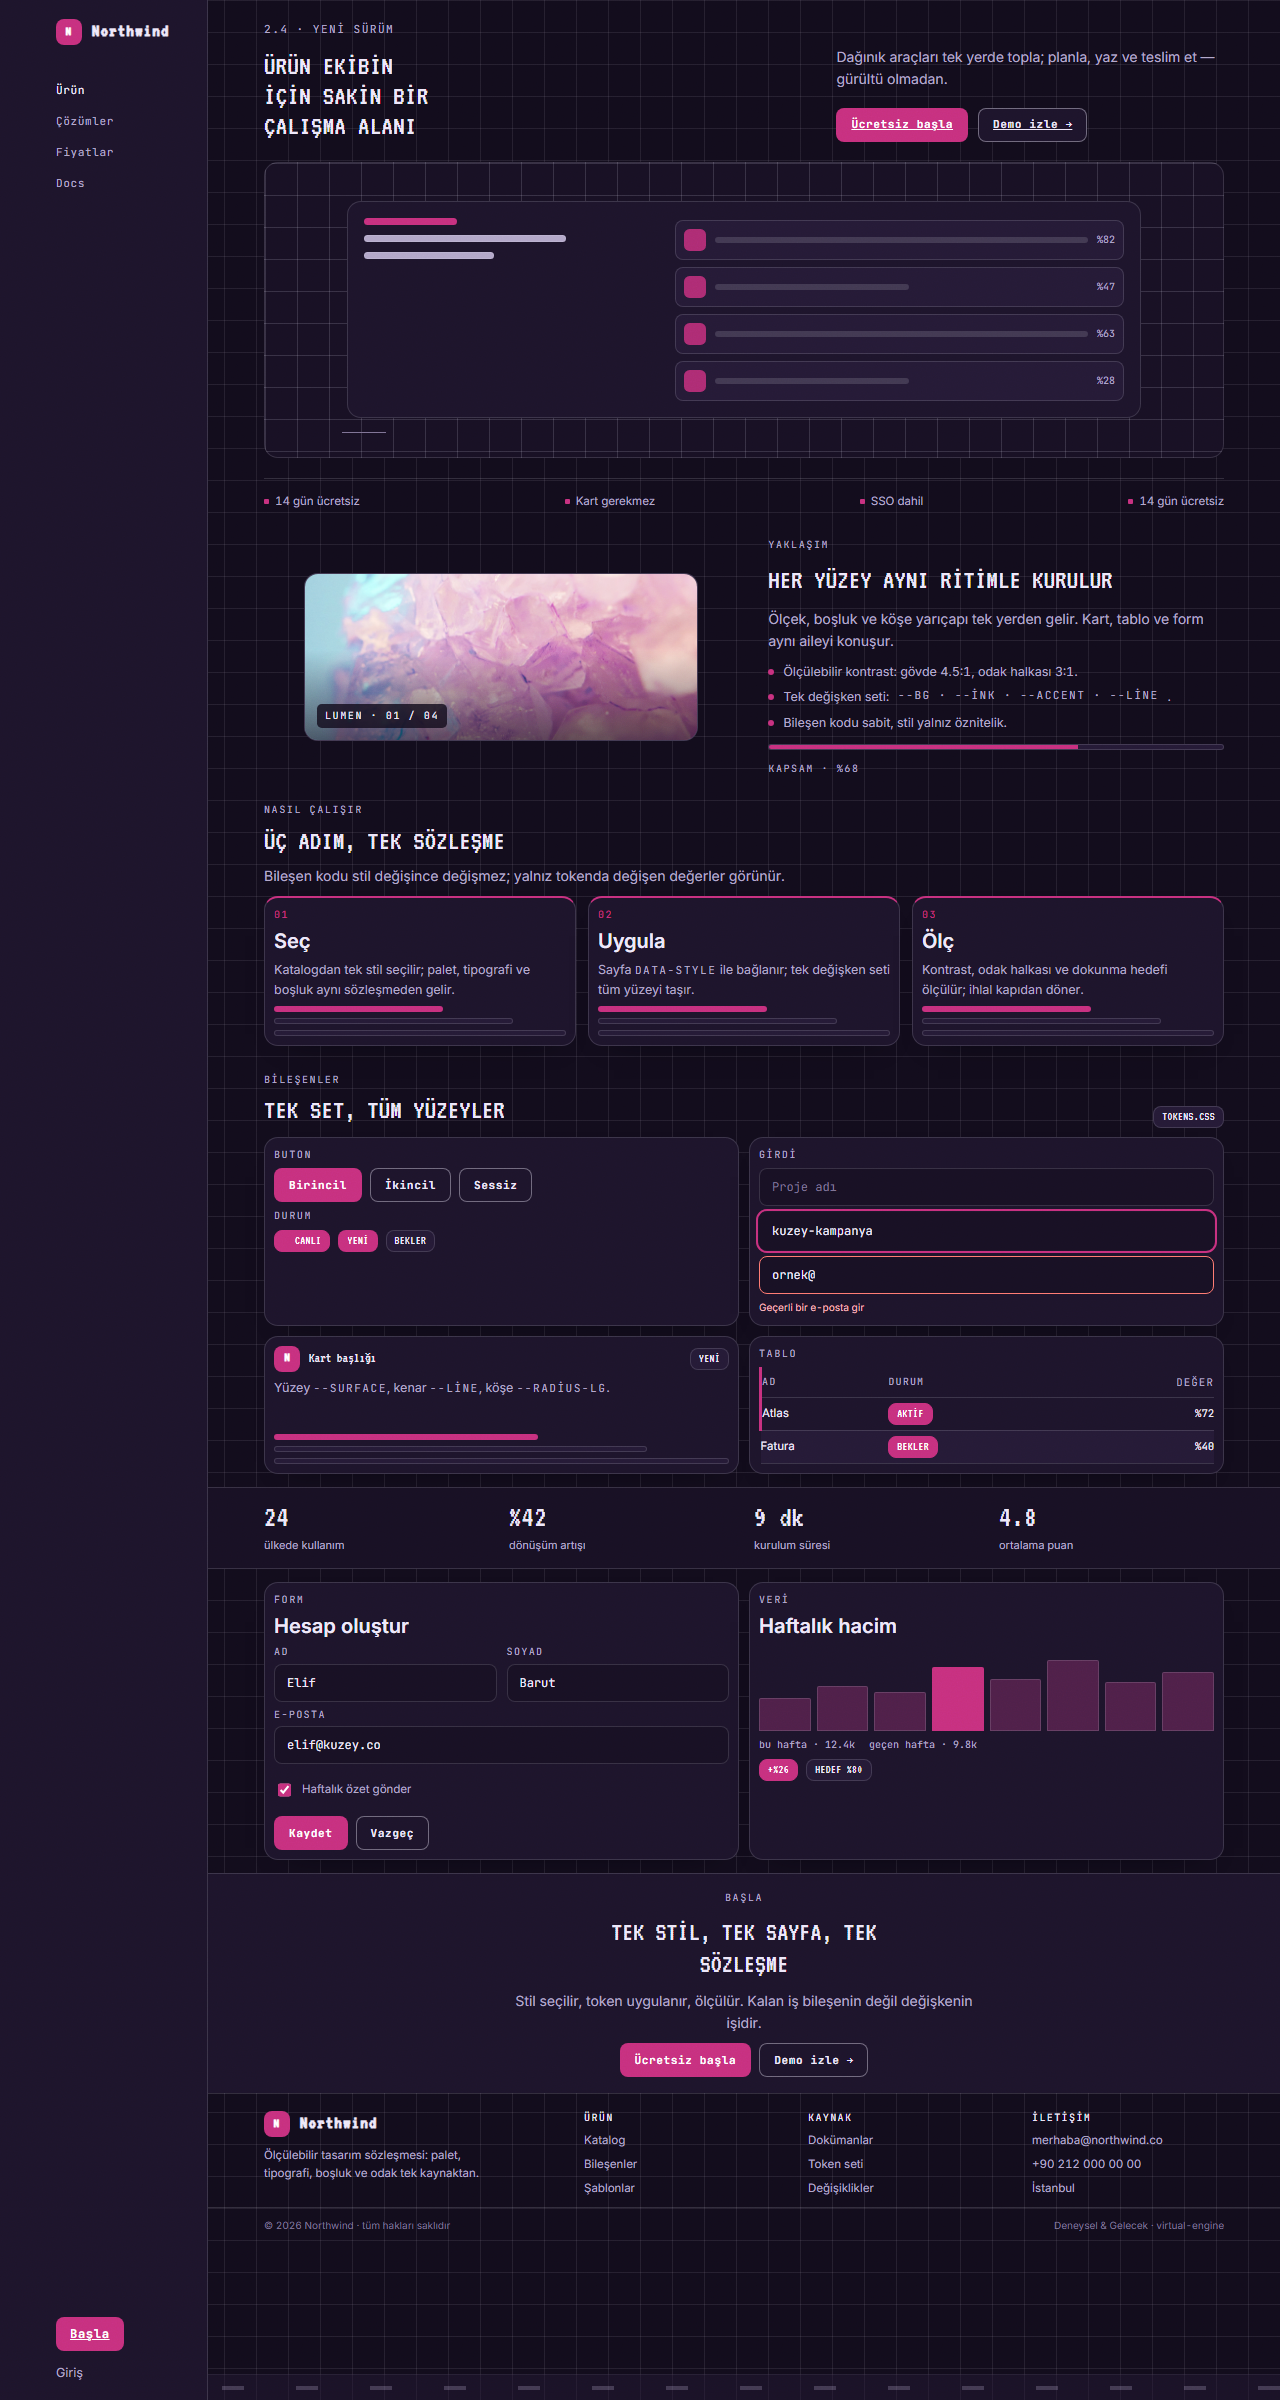 Northwind
Ürün
Çözümler
Fiyatlar
Docs
2.4 · YENİ SÜRÜM
ÜRÜN EKİBİN
İÇİN SAKİN BİR
ÇALIŞMA ALANI
Dağınık araçları tek yerde topla; planla, yaz ve teslim et —
gürültü olmadan.
Ücretsiz başla
Demo izle →
%82
%47
%63
%28
14 gün ücretsiz
Kart gerekmez
SSO dahil
14 gün ücretsiz
LUMEN · 01 / 04
YAKLAŞIM
HER YÜZEY AYNI RİTİMLE KURULUR
Ölçek, boşluk ve köşe yarıçapı tek yerden gelir. Kart, tablo ve form
aynı aileyi konuşur.
Ölçülebilir kontrast: gövde 4.5:1, odak halkası 3:1.
Tek değişken seti: --BG · --İNK · --ACCENT · --LİNE .
Bileşen kodu sabit, stil yalnız öznitelik.
KAPSAM · %68
NASIL ÇALIŞIR
ÜÇ ADIM, TEK SÖZLEŞME
Bileşen kodu stil değişince değişmez; yalnız tokenda değişen değerler görünür.
01
Seç
Katalogdan tek stil seçilir; palet, tipografi ve
boşluk aynı sözleşmeden gelir.
02
Uygula
Sayfa DATA-STYLE ile bağlanır; tek değişken seti
tüm yüzeyi taşır.
03
Ölç
Kontrast, odak halkası ve dokunma hedefi
ölçülür; ihlal kapıdan döner.
BİLEŞENLER
TEK SET, TÜM YÜZEYLER
TOKENS.CSS
BUTON
Birincil
İkincil
Sessiz
DURUM
CANLI
YENİ
BEKLER
GİRDİ
Proje adı
kuzey-kampanya
ornek@
Geçerli bir e-posta gir
N Kart başlığı
YENİ
Yüzey --SURFACE, kenar --LİNE, köşe --RADİUS-LG.
TABLO
AD DURUM DEĞER
Atlas AKTİF %72
Fatura BEKLER %40
24
ülkede kullanım
%42
dönüşüm artışı
9 dk
kurulum süresi
4.8
ortalama puan
FORM
Hesap oluştur
AD
SOYAD
Elif
Barut
E-POSTA
elif@kuzey.co
Haftalık özet gönder
Kaydet
Vazgeç
VERİ
Haftalık hacim
bu hafta · 12.4k geçen hafta · 9.8k
+%26
HEDEF %80
BAŞLA
TEK STİL, TEK SAYFA, TEK
SÖZLEŞME
Stil seçilir, token uygulanır, ölçülür. Kalan iş bileşenin değil değişkenin
işidir.
Ücretsiz başla
Demo izle →
N Northwind
Ölçülebilir tasarım sözleşmesi: palet,
tipografi, boşluk ve odak tek kaynaktan.
ÜRÜN
Katalog
Bileşenler
Şablonlar
KAYNAK
Dokümanlar
Token seti
Değişiklikler
İLETİŞİM
merhaba@northwind.co
+90 212 000 00 00
İstanbul
© 2026 Northwind · tüm hakları saklıdır
Deneysel & Gelecek · virtual-engine
Başla
Giriş